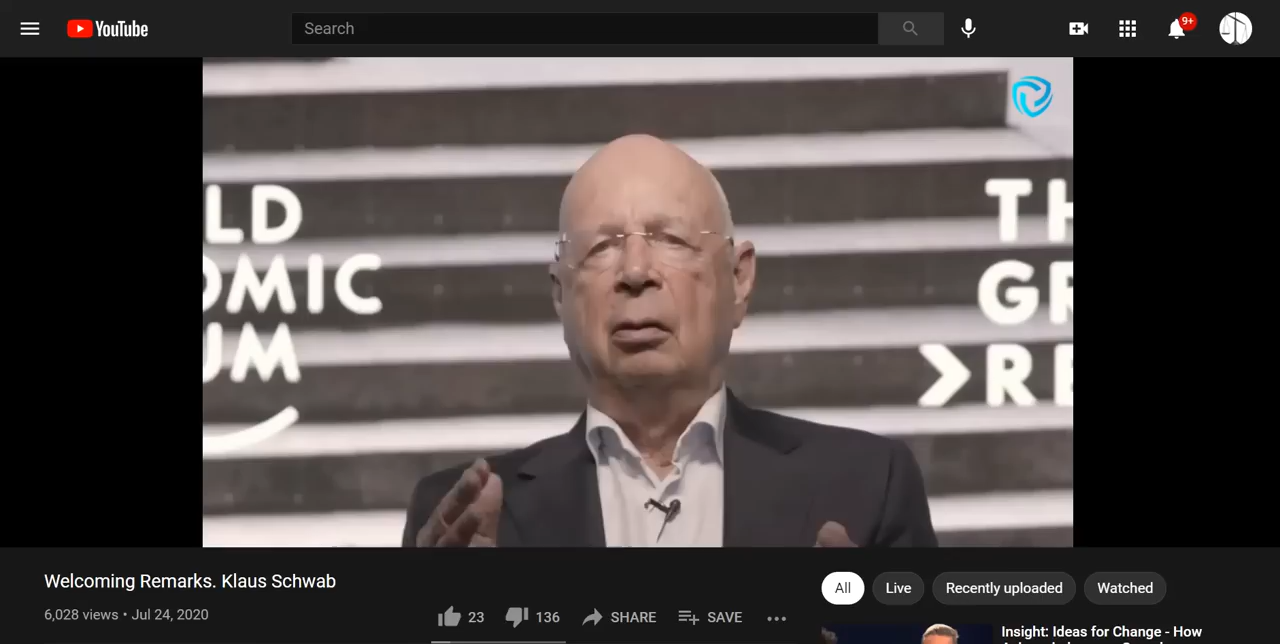 YouTube
Search
9+
LD
OMIC
UM
TH
GR
RE
Welcoming Remarks. Klaus Schwab
6,028 views • Jul 24, 2020
23
136
SHARE
SAVE
All
Live
Recently uploaded
Watched
Insight: Ideas for Change - How